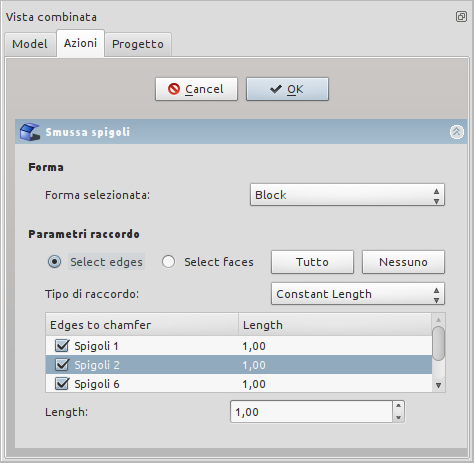 Vista combinata
Model Azioni Progetto
Cancel OK
Smussa spigoli
Forma
Forma selezionata: Block
Parametri raccordo
Select edges Select faces Tutto Nessuno
Tipo di raccordo: Constant Length
Edges to chamfer Length
Spigoli 1 1,00
Spigoli 2 1,00
Spigoli 6 1,00
Length: 1,00